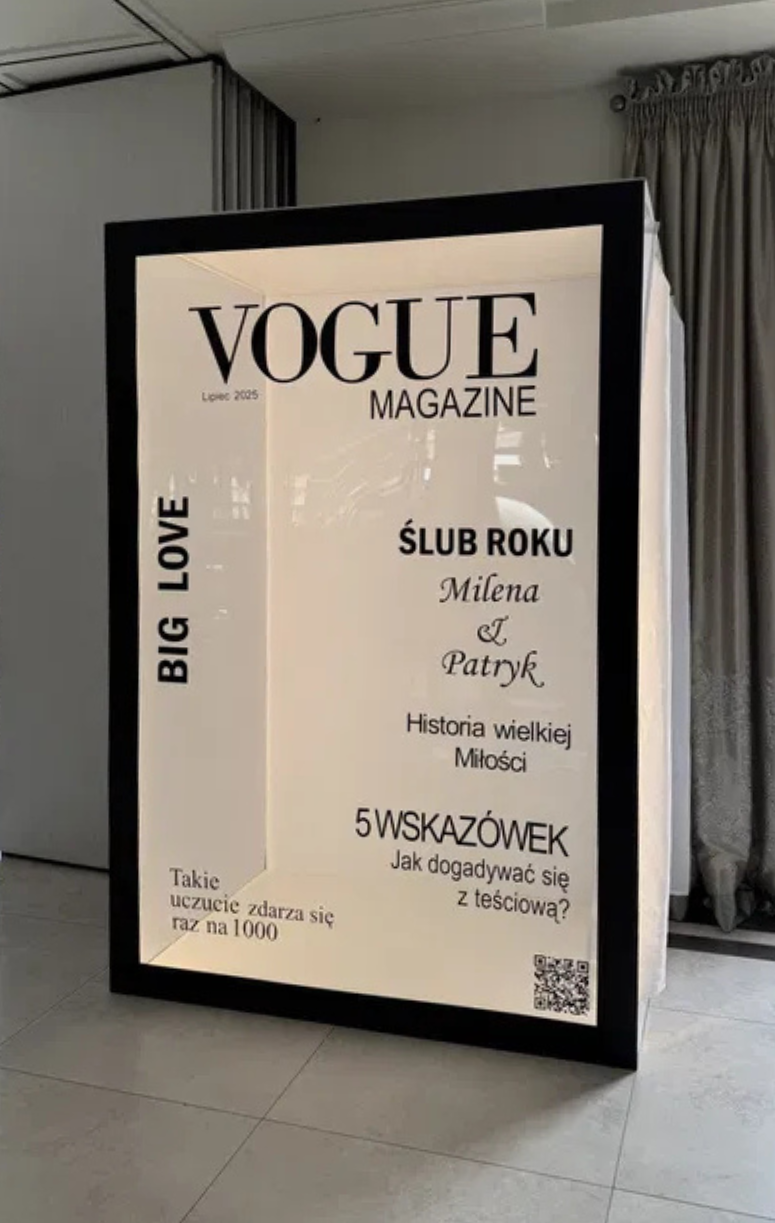 VOGUE
Lipiec 2025
MAGAZINE
BIG LOVE
ŚLUB ROKU
Milena
&
Patryk
Historia wielkiej
Miłości
5 WSKAZÓWEK
Jak dogadywać się
z teściową?
Takie
uczucie zdarza się
raz na 1000